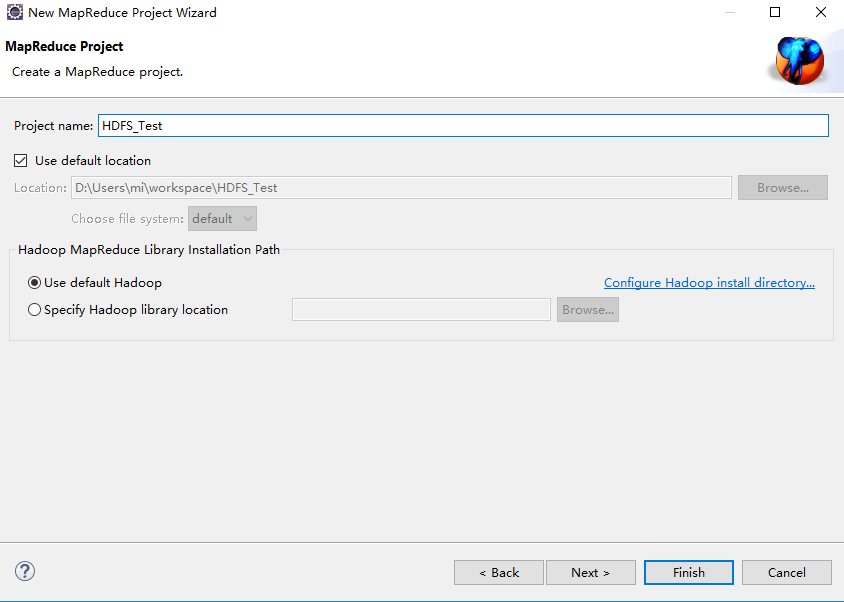 New MapReduce Project Wizard
MapReduce Project
Create a MapReduce project.
Project name: HDFS_Test
Use default location
Location: D:\Users\mi\workspace\HDFS_Test Browse...
Choose file system: default
Hadoop MapReduce Library Installation Path
Use default Hadoop Configure Hadoop install directory...
Specify Hadoop library location Browse...
? < Back Next > Finish Cancel